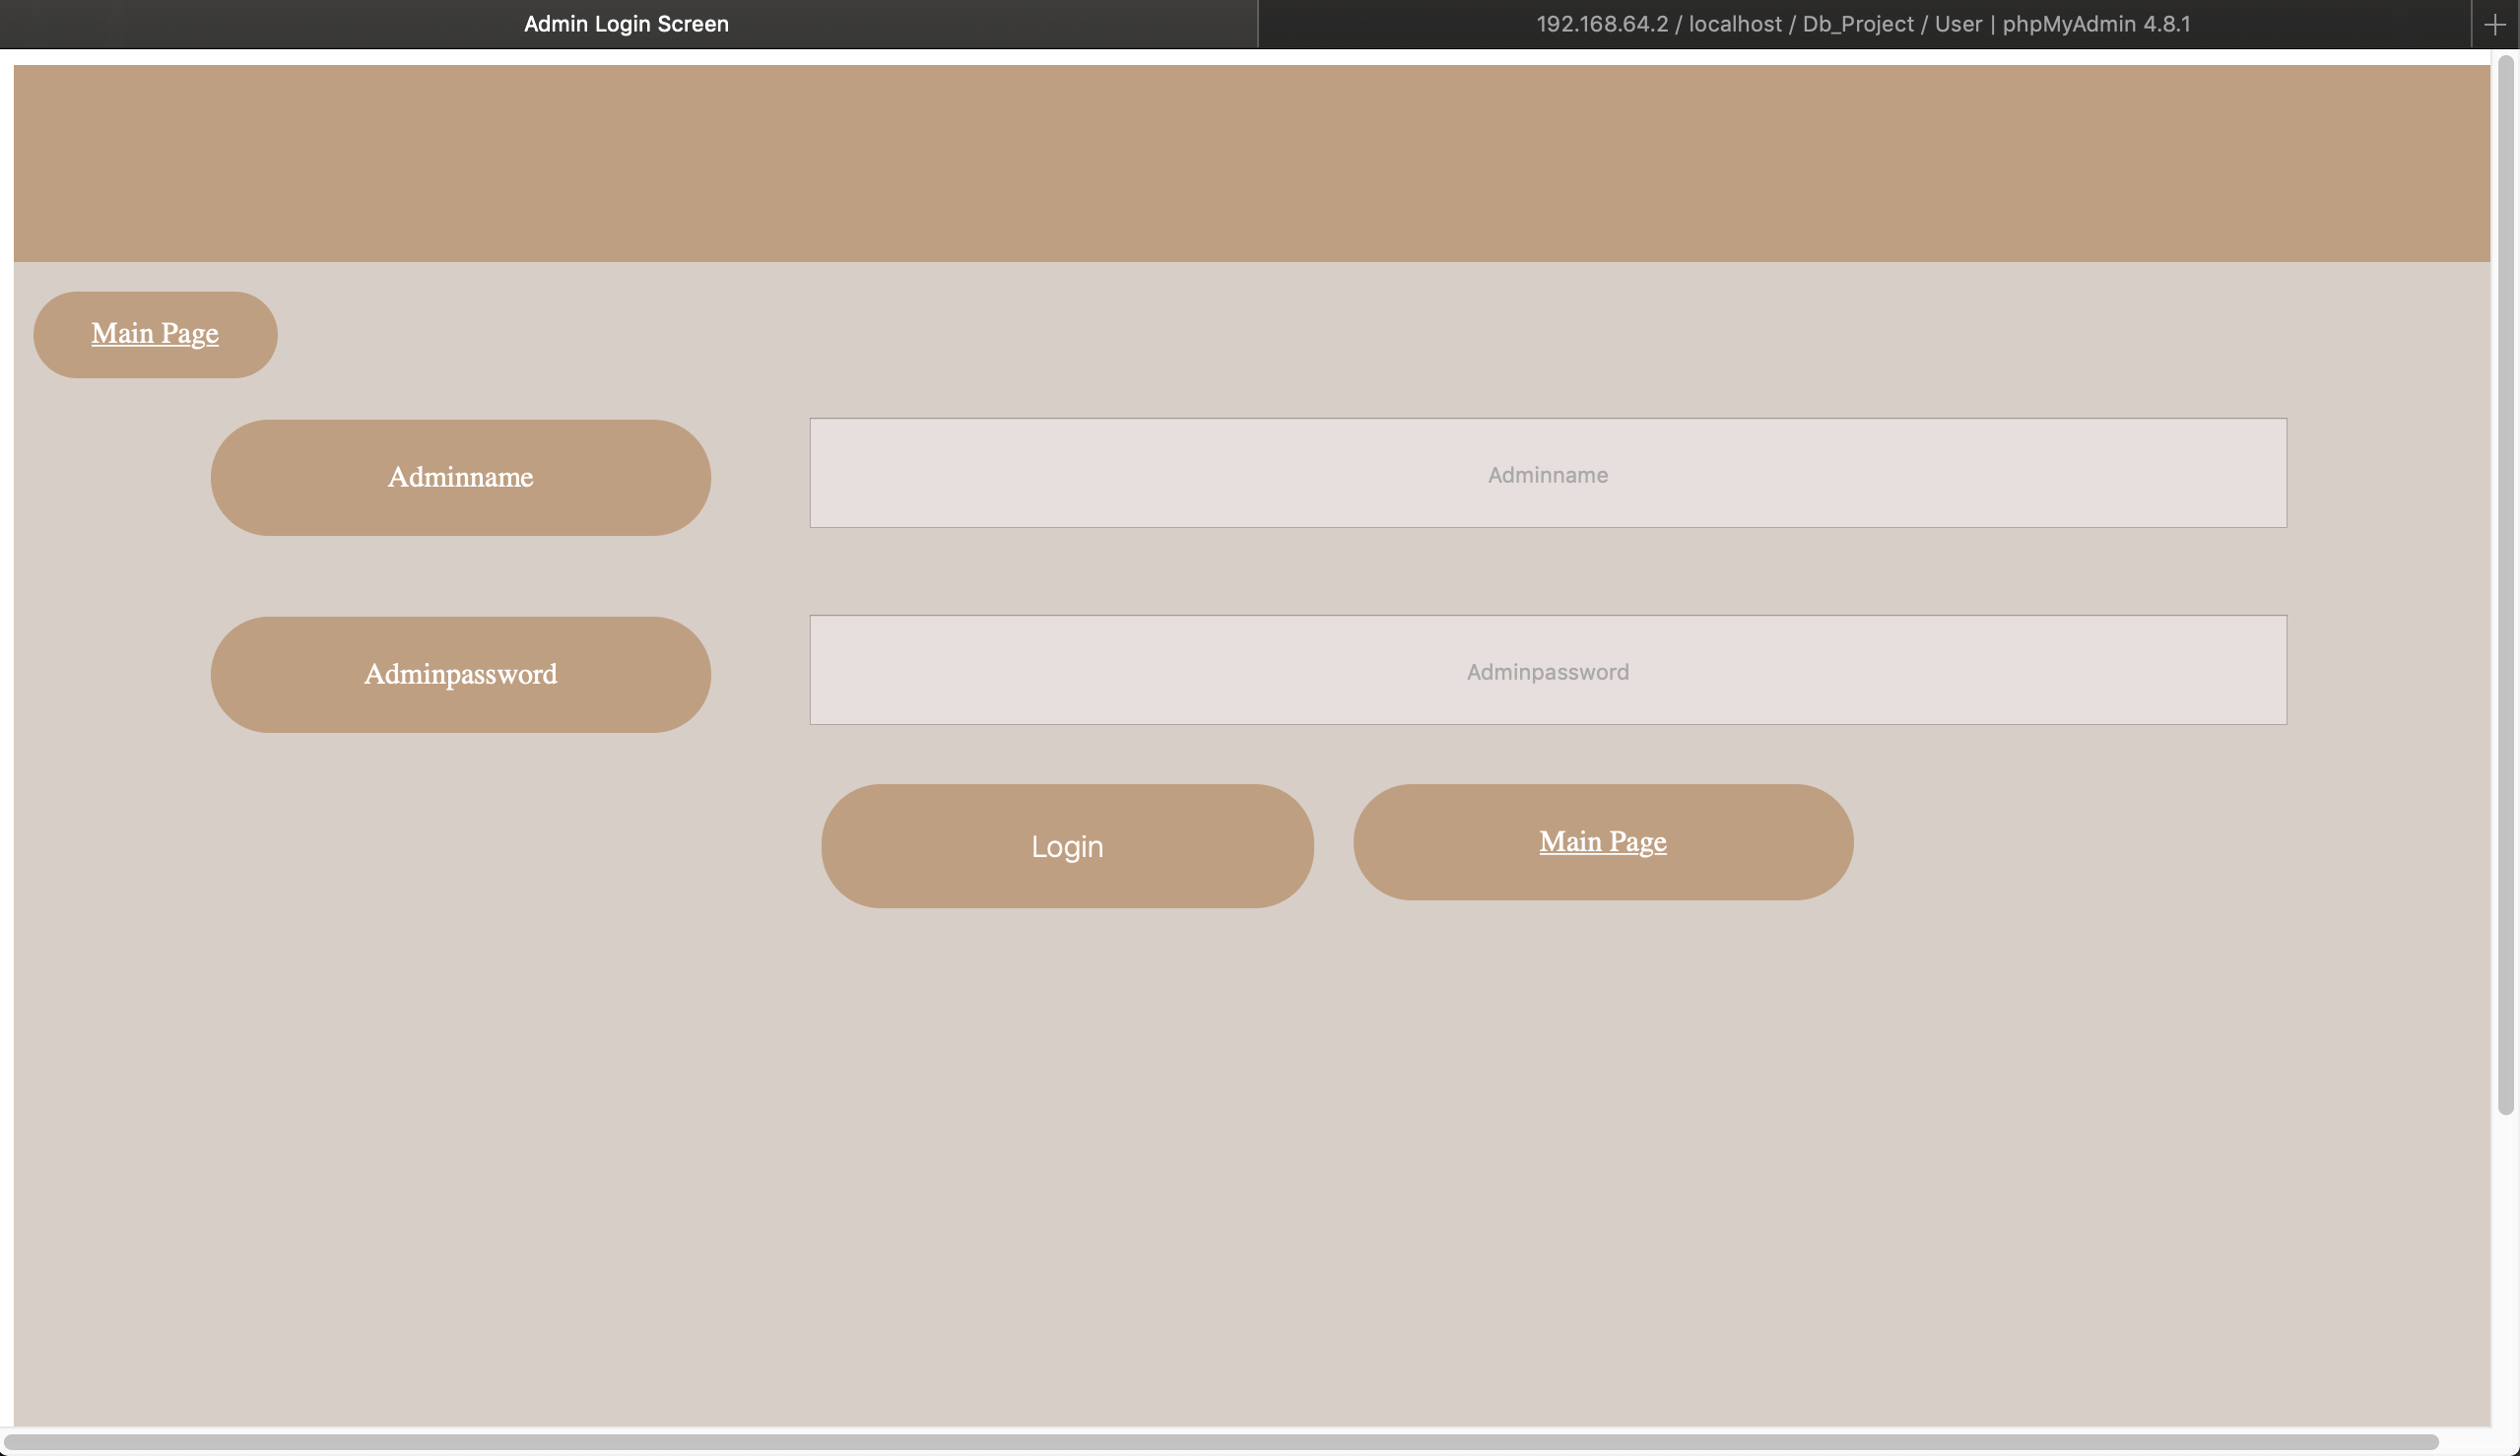 Admin Login Screen
192.168.64.2 / localhost / Db_Project / User | phpMyAdmin 4.8.1
Main Page
Adminname
Adminname
Adminpassword
Adminpassword
Login
Main Page